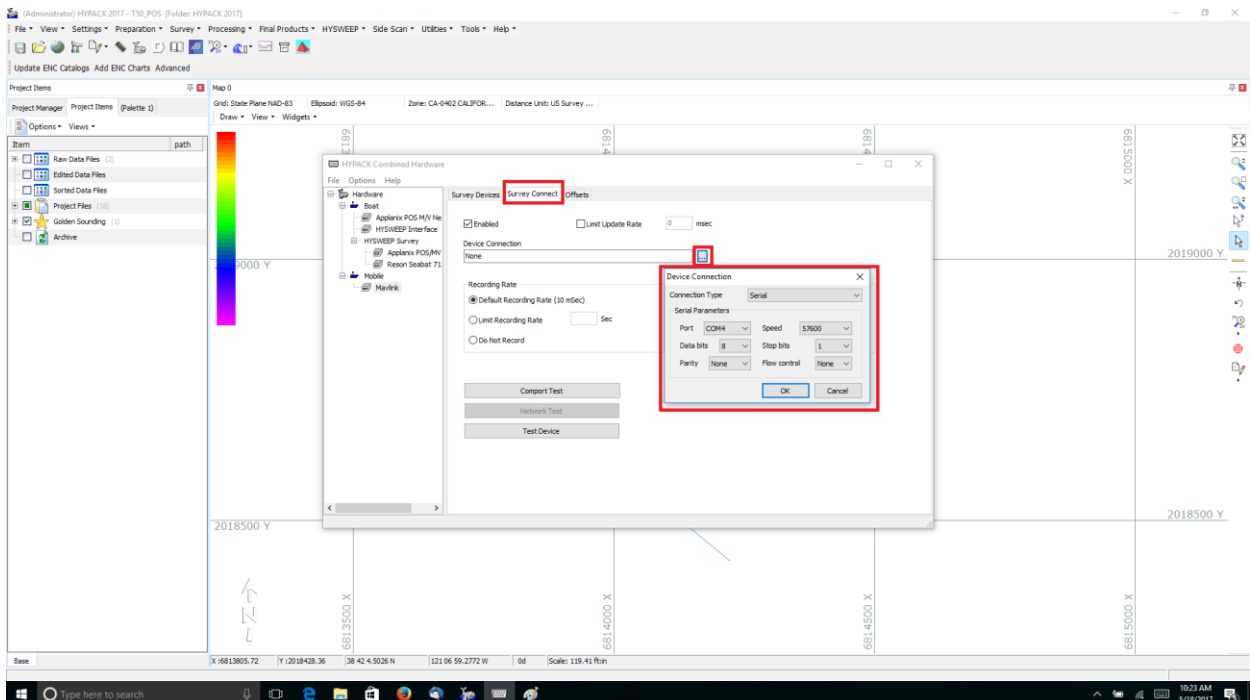 (Administrator) HYPACK 2017 - T50_POS [Folder: HYPACK 2017]
File View Settings Preparation Survey Processing Final Products HYSWEEP Side Scan Utilities Tools Help
Update ENC Catalogs Add ENC Charts Advanced
Project Items
Project Manager Project Items (Palette 1)
Options Views
Item path
Raw Data Files (2)
Edited Data Files
Sorted Data Files
Project Files (18)
Golden Sounding (1)
Archive
Base
Map 0
Grid: State Plane NAD-83 Ellipsoid: WGS-84 Zone: CA-0402 CALIFOR... Distance Unit: US Survey ...
Draw View Widgets
6815000 X
2019000 Y
9000 Y
HYPACK Combined Hardware
File Options Help
Hardware
Boat
Applanix POS M/V Ne
HYSWEEP Interface
HYSWEEP Survey
Applanix POS/MV
Reson Seabat 71
Mobile
Mavlink
Survey Devices Survey Connect Offsets
Enabled Limit Update Rate 0 msec
Device Connection
None ...
Recording Rate
Default Recording Rate (10 mSec)
Limit Recording Rate Sec
Do Not Record
Comport Test
Network Test
Test Device
Device Connection
Connection Type Serial
Serial Parameters
Port COM4 Speed 57600
Data bits 8 Stop bits 1
Parity None Flow control None
OK Cancel
2018500 Y 2018500 Y
6813500 X 6814000 X 6814500 X 6815000 X
N
X :6813805.72 Y :2018428.36 38 42 4.5026 N 121 06 59.2772 W 0d Scale: 119.41 ft:in
Type here to search
10:23 AM
5/18/2017